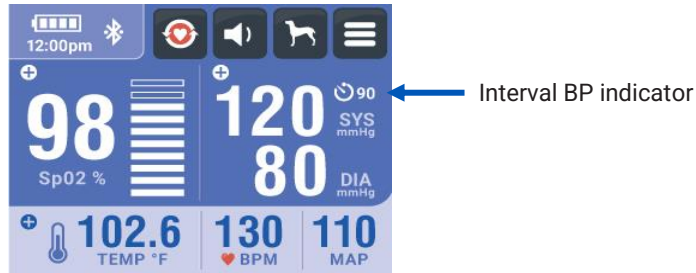 12:00pm
90
Interval BP indicator
98
Sp02 %
120
SYS
mmHg
80
DIA
mmHg
102.6
TEMP °F
130
BPM
110
MAP